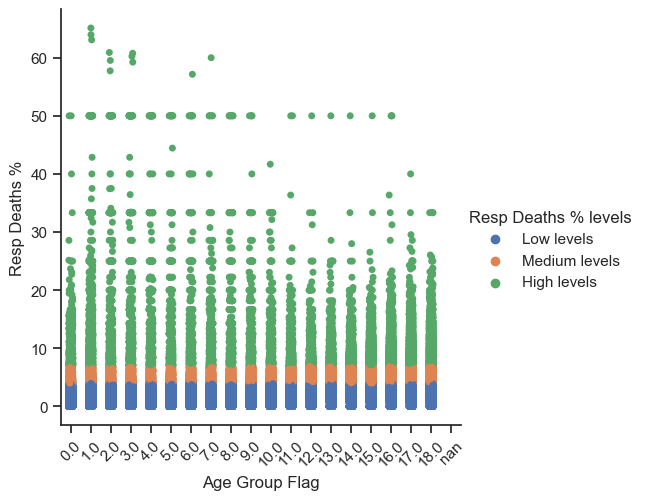 Resp Deaths %
60
50
40
30
20
10
0
0.0 1.0 2.0 3.0 4.0 5.0 6.0 7.0 8.0 9.0 10.0 11.0 12.0 13.0 14.0 15.0 16.0 17.0 18.0 nan
Age Group Flag
Resp Deaths % levels
Low levels
Medium levels
High levels